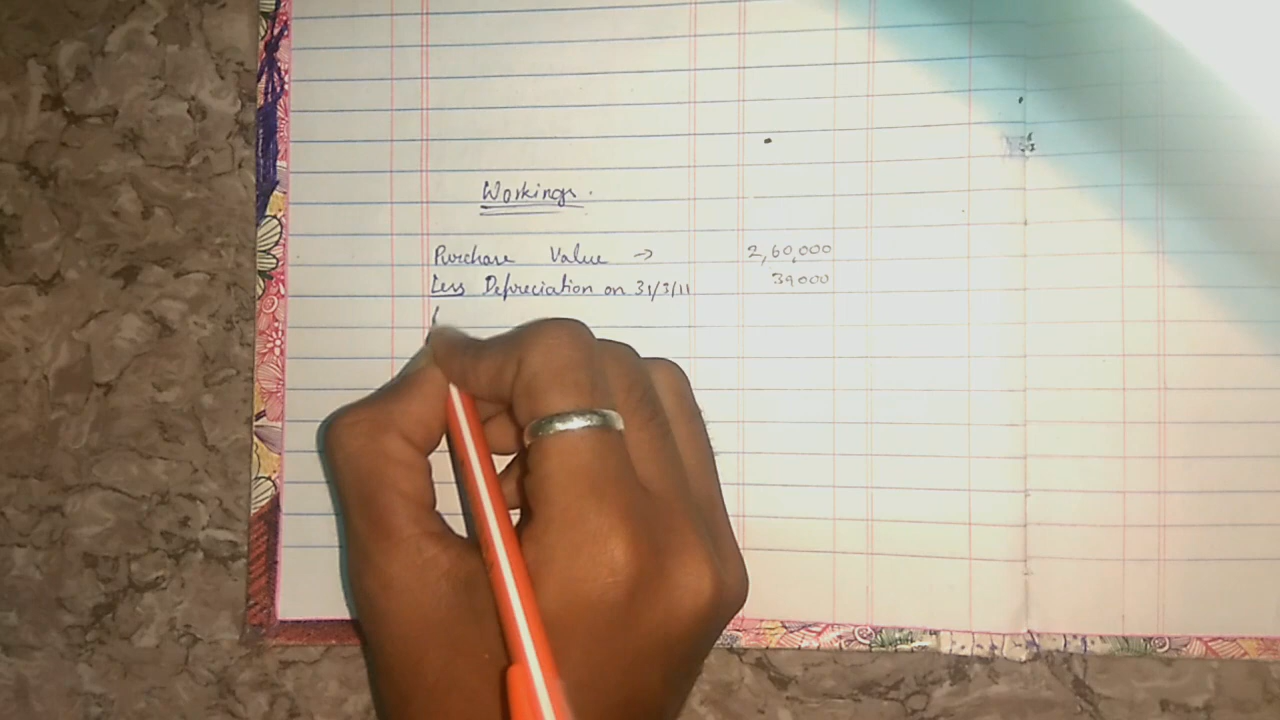 Workings.
Purchase Value → 2,60,000
Less Depreciation on 31/3/11 39000
(